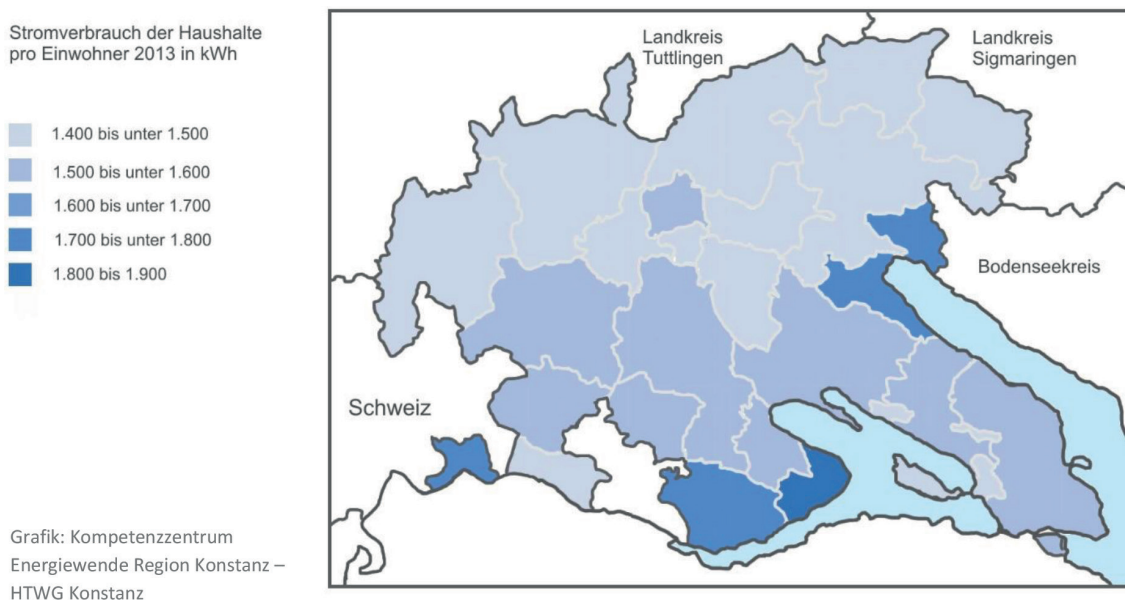 Stromverbrauch der Haushalte
pro Einwohner 2013 in kWh
1.400 bis unter 1.500
1.500 bis unter 1.600
1.600 bis unter 1.700
1.700 bis unter 1.800
1.800 bis 1.900
Landkreis
Tuttlingen
Landkreis
Sigmaringen
Bodenseekreis
Schweiz
Grafik: Kompetenzzentrum
Energiewende Region Konstanz –
HTWG Konstanz